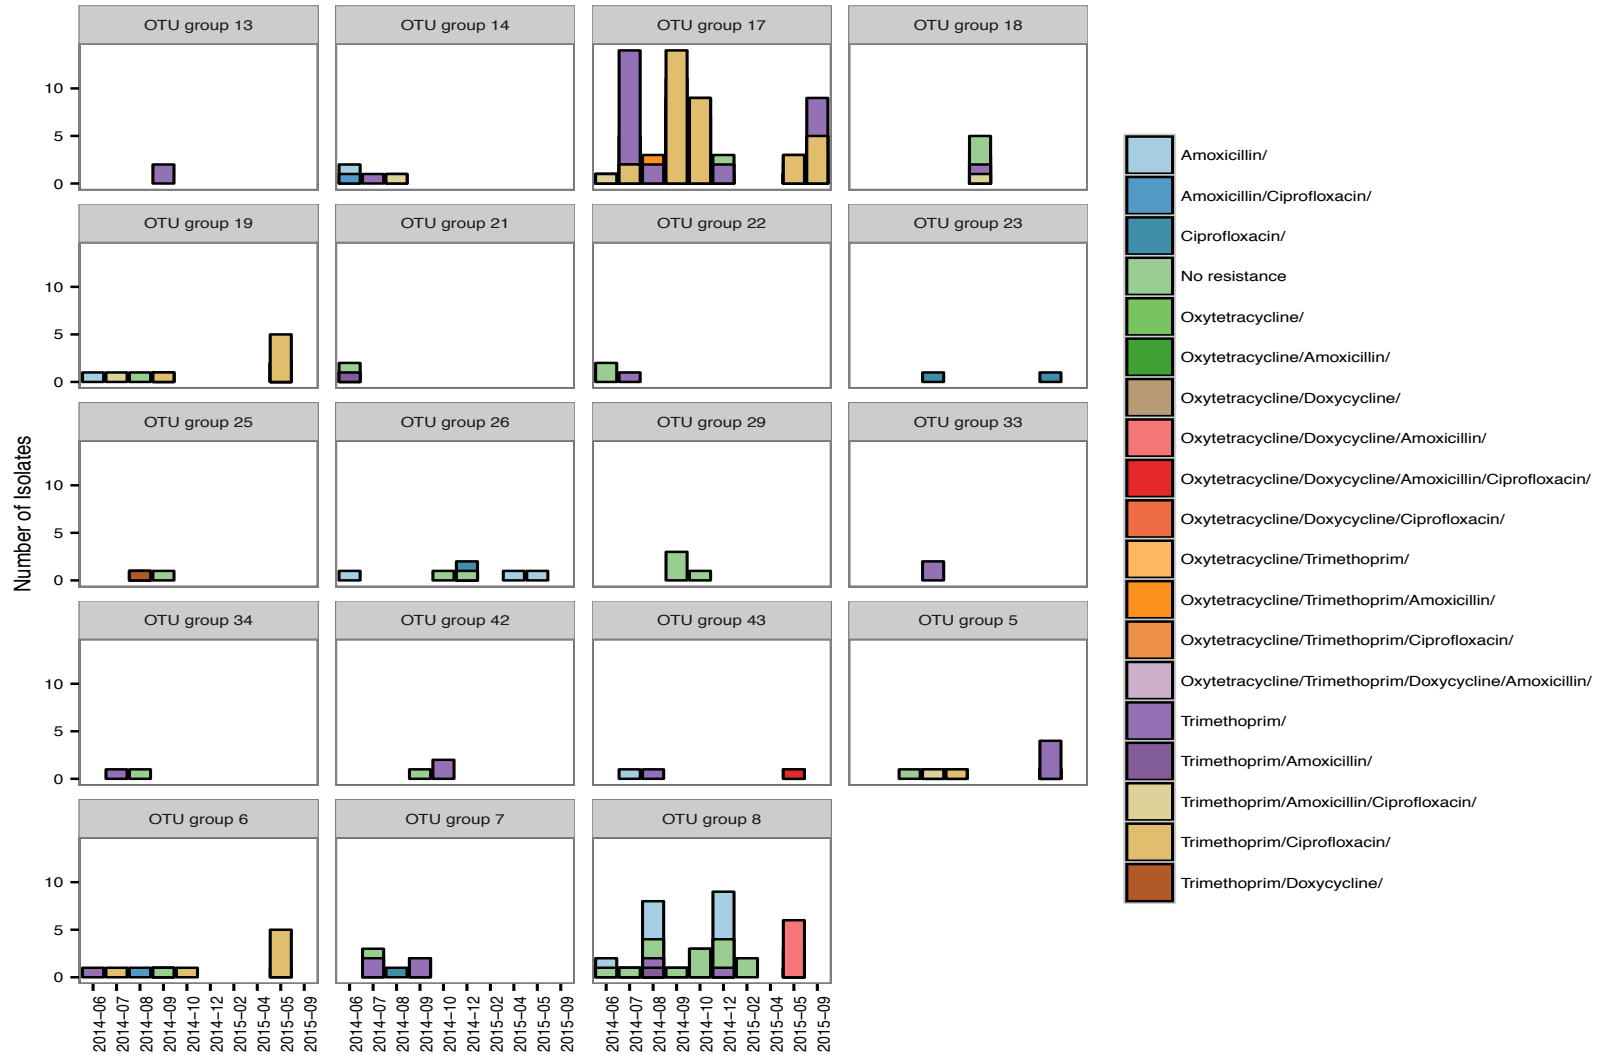 OTU group 13
OTU group 14
OTU group 17
OTU group 18
10
5
0
OTU group 19
OTU group 21
OTU group 22
OTU group 23
10
5
0
OTU group 25
OTU group 26
OTU group 29
OTU group 33
10
5
0
OTU group 34
OTU group 42
OTU group 43
OTU group 5
10
5
0
OTU group 6
OTU group 7
OTU group 8
10
5
0
Number of Isolates
2014–06
2014–07
2014–08
2014–09
2014–10
2014–12
2015–02
2015–04
2015–05
2015–09
2014–06
2014–07
2014–08
2014–09
2014–10
2014–12
2015–02
2015–04
2015–05
2015–09
2014–06
2014–07
2014–08
2014–09
2014–10
2014–12
2015–02
2015–04
2015–05
2015–09
Amoxicillin/
Amoxicillin/Ciprofloxacin/
Ciprofloxacin/
No resistance
Oxytetracycline/
Oxytetracycline/Amoxicillin/
Oxytetracycline/Doxycycline/
Oxytetracycline/Doxycycline/Amoxicillin/
Oxytetracycline/Doxycycline/Amoxicillin/Ciprofloxacin/
Oxytetracycline/Doxycycline/Ciprofloxacin/
Oxytetracycline/Trimethoprim/
Oxytetracycline/Trimethoprim/Amoxicillin/
Oxytetracycline/Trimethoprim/Ciprofloxacin/
Oxytetracycline/Trimethoprim/Doxycycline/Amoxicillin/
Trimethoprim/
Trimethoprim/Amoxicillin/
Trimethoprim/Amoxicillin/Ciprofloxacin/
Trimethoprim/Ciprofloxacin/
Trimethoprim/Doxycycline/